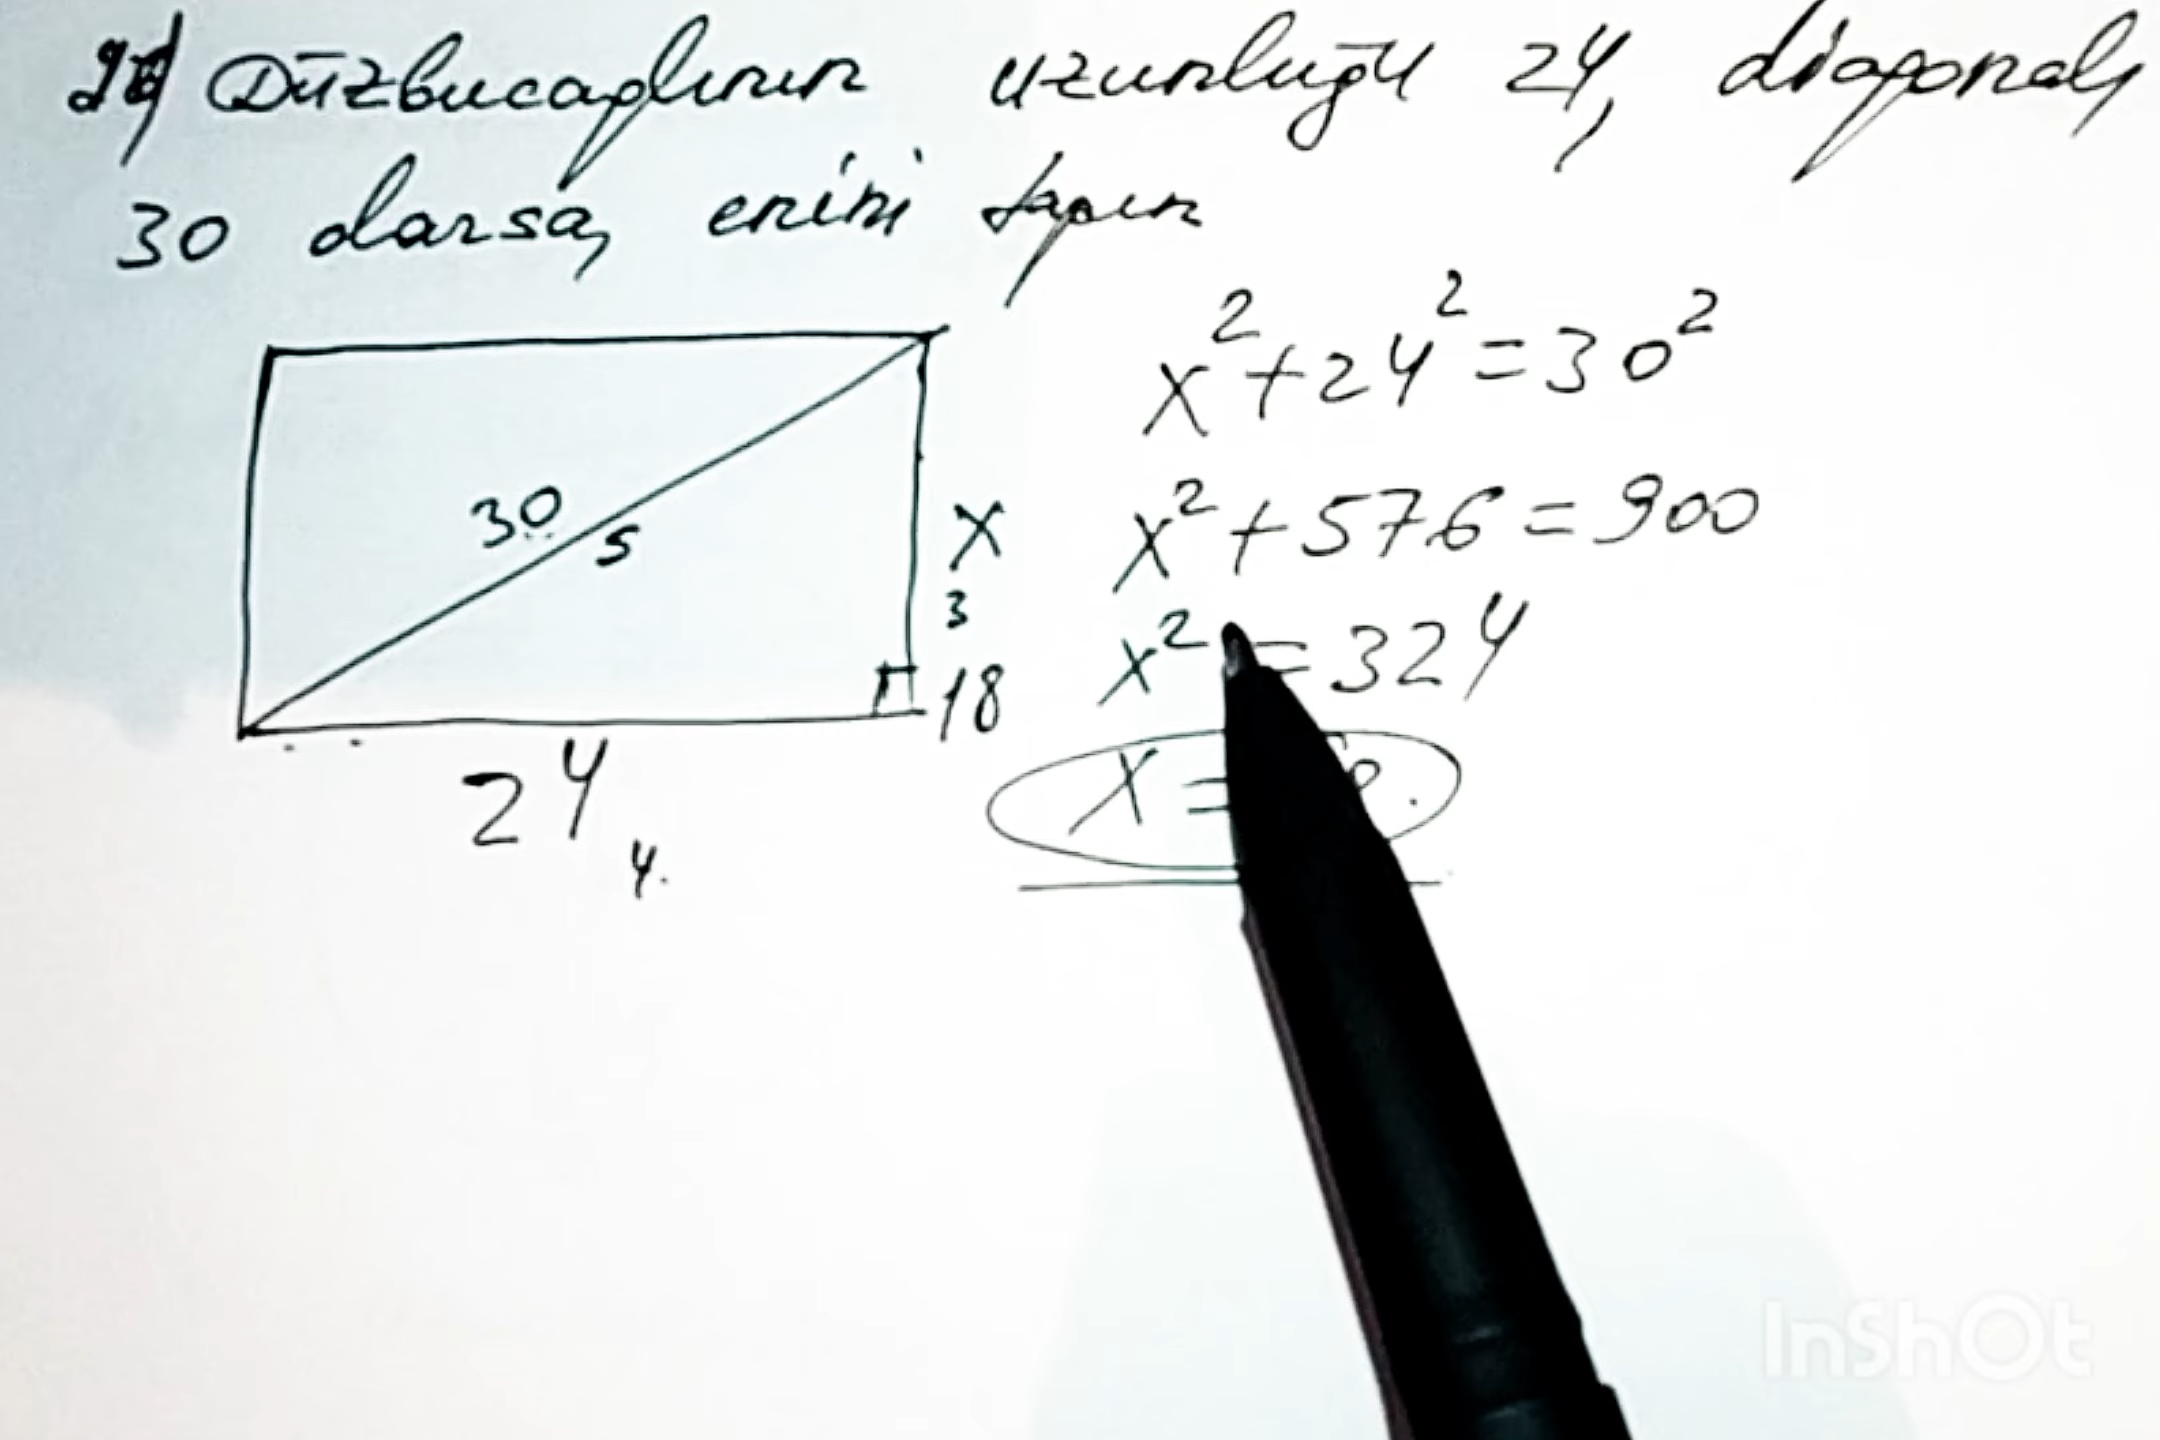 Düzbucaqlının uzunluğu 24, diaqonalı
30 olarsa, enini tapın
x² + 24² = 30²
30
5
x
x² + 576 = 900
3
x² = 324
18
24
x =
4.
InShOt